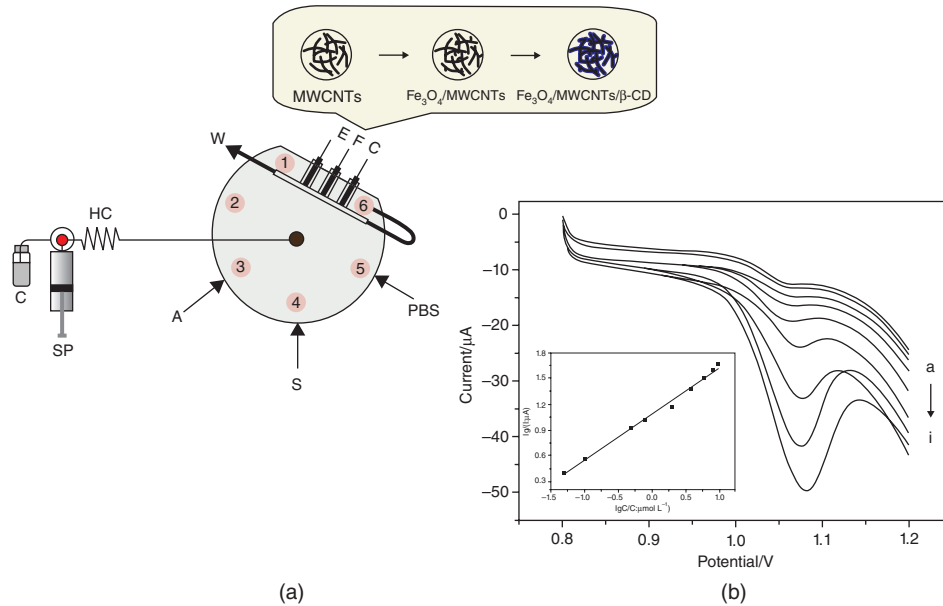 MWCNTs
Fe₃O₄/MWCNTs
Fe₃O₄/MWCNTs/β-CD
E
F
C
W
1
2
3
4
5
6
HC
C
SP
A
S
PBS
(a)
0
−10
−20
−30
−40
−50
Current/μA
0.8
0.9
1.0
1.1
1.2
Potential/V
a
i
1.8
1.5
1.2
0.9
0.6
0.3
lg/(I:μA)
−1.5
−1.0
−0.5
0.0
0.5
1.0
lgC/C:μmol L⁻¹)
(b)